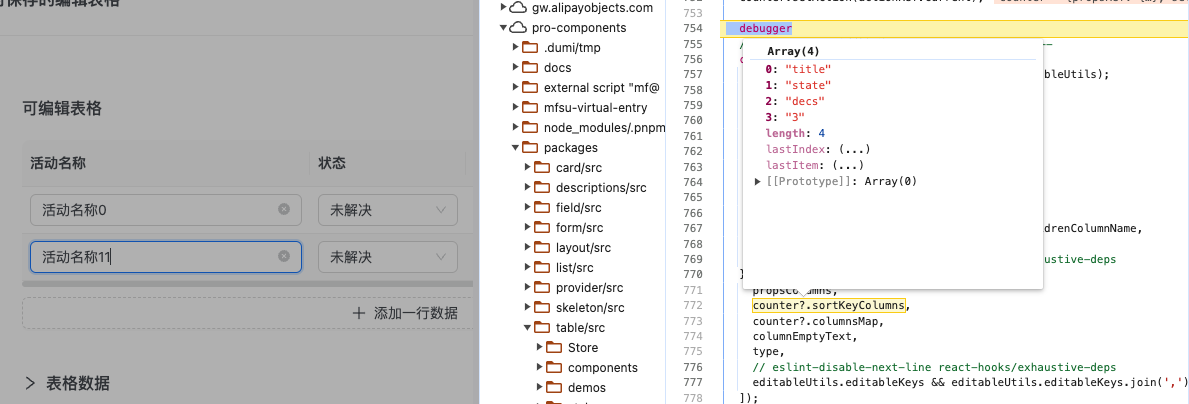 可保存的编辑表格
可编辑表格
活动名称
状态
活动名称0
未解决
活动名称11
未解决
添加一行数据
表格数据
gw.alipayobjects.com
pro-components
.dumi/tmp
docs
external script "mf@
mfsu-virtual-entry
node_modules/.pnpm
packages
card/src
descriptions/src
field/src
form/src
layout/src
list/src
provider/src
skeleton/src
table/src
Store
components
demos
753
754 debugger
755 /
756 c
757 ableUtils);
758
759
760
761
762
763
764
765
766
767 drenColumnName,
768
769 haustive-deps
770 }
771 propsColumns,
772 counter?.sortKeyColumns,
773 counter?.columnsMap,
774 columnEmptyText,
775 type,
776 // eslint-disable-next-line react-hooks/exhaustive-deps
777 editableUtils.editableKeys && editableUtils.editableKeys.join(',')
778 ]);
Array(4)
0: "title"
1: "state"
2: "decs"
3: "3"
length: 4
lastIndex: (...)
lastItem: (...)
[[Prototype]]: Array(0)